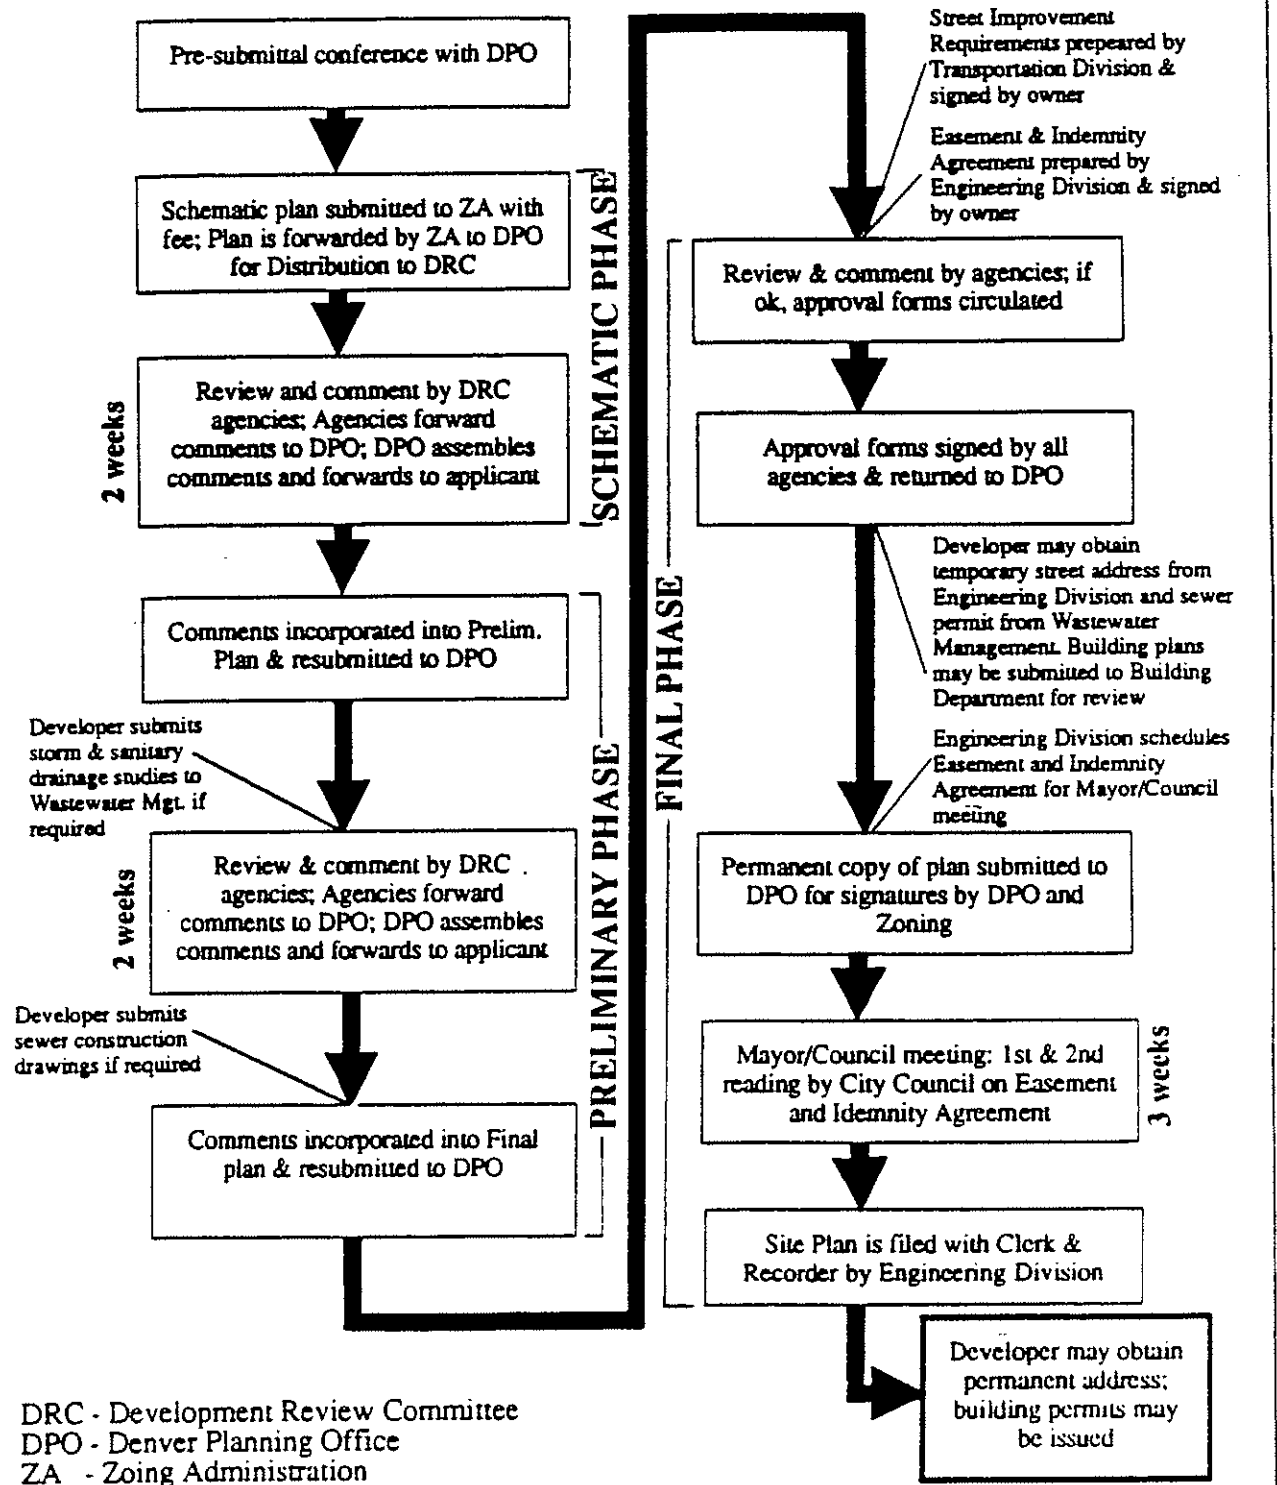 Pre-submittal conference with DPO
Schematic plan submitted to ZA with
fee; Plan is forwarded by ZA to DPO
for Distribution to DRC
SCHEMATIC PHASE
2 weeks
Review and comment by DRC
agencies; Agencies forward
comments to DPO; DPO assembles
comments and forwards to applicant
Comments incorporated into Prelim.
Plan & resubmitted to DPO
Developer submits
storm & sanitary
drainage studies to
Wastewater Mgt. if
required
PRELIMINARY PHASE
2 weeks
Review & comment by DRC
agencies; Agencies forward
comments to DPO; DPO assembles
comments and forwards to applicant
Developer submits
sewer construction
drawings if required
Comments incorporated into Final
plan & resubmitted to DPO
Street Improvement
Requirements prepeared by
Transportation Division &
signed by owner
Easement & Indemnity
Agreement prepared by
Engineering Division & signed
by owner
FINAL PHASE
Review & comment by agencies; if
ok, approval forms circulated
Approval forms signed by all
agencies & returned to DPO
Developer may obtain
temporary street address from
Engineering Division and sewer
permit from Wastewater
Management. Building plans
may be submitted to Building
Department for review
Engineering Division schedules
Easement and Indemnity
Agreement for Mayor/Council
meeting
Permanent copy of plan submitted to
DPO for signatures by DPO and
Zoning
Mayor/Council meeting: 1st & 2nd
reading by City Council on Easement
and Idemnity Agreement
3 weeks
Site Plan is filed with Clerk &
Recorder by Engineering Division
Developer may obtain
permanent address;
building permits may
be issued
DRC - Development Review Committee
DPO - Denver Planning Office
ZA - Zoing Administration